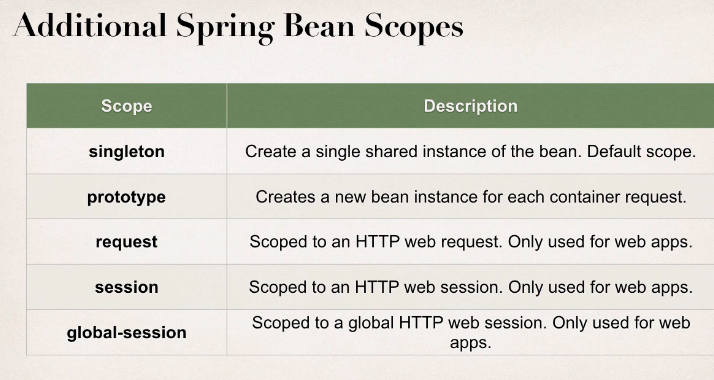 Additional Spring Bean Scopes
Scope Description
singleton Create a single shared instance of the bean. Default scope.
prototype Creates a new bean instance for each container request.
request Scoped to an HTTP web request. Only used for web apps.
session Scoped to an HTTP web session. Only used for web apps.
global-session Scoped to a global HTTP web session. Only used for web
apps.